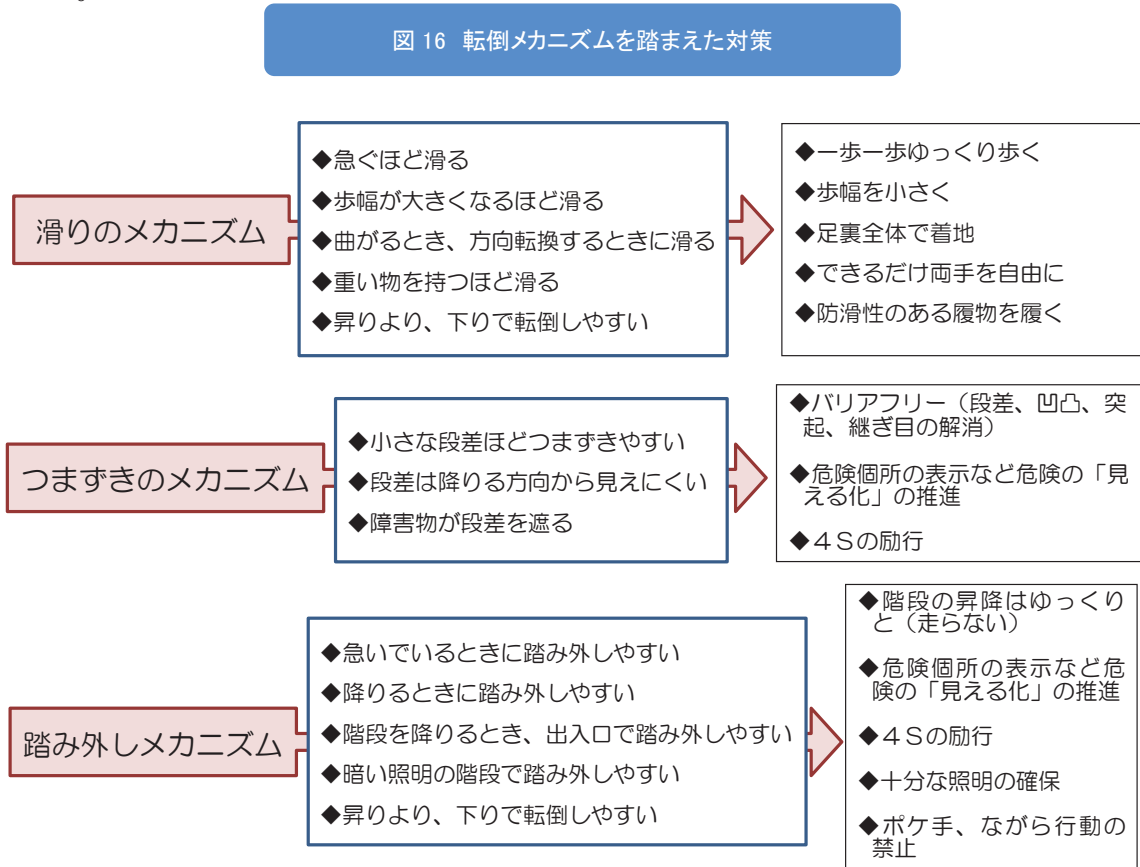 図 16 転倒メカニズムを踏まえた対策
滑りのメカニズム
◆急ぐほど滑る
◆歩幅が大きくなるほど滑る
◆曲がるとき、方向転換するときに滑る
◆重い物を持つほど滑る
◆昇りより、下りで転倒しやすい
◆一歩一歩ゆっくり歩く
◆歩幅を小さく
◆足裏全体で着地
◆できるだけ両手を自由に
◆防滑性のある履物を履く
つまずきのメカニズム
◆小さな段差ほどつまずきやすい
◆段差は降りる方向から見えにくい
◆障害物が段差を遮る
◆バリアフリー（段差、凹凸、突
起、継ぎ目の解消）
◆危険個所の表示など危険の「見
える化」の推進
◆４Ｓの励行
踏み外しメカニズム
◆急いでいるときに踏み外しやすい
◆降りるときに踏み外しやすい
◆階段を降りるとき、出入口で踏み外しやすい
◆暗い照明の階段で踏み外しやすい
◆昇りより、下りで転倒しやすい
◆階段の昇降はゆっくり
と（走らない）
◆危険個所の表示など危
険の「見える化」の推進
◆４Ｓの励行
◆十分な照明の確保
◆ポケ手、ながら行動の
禁止